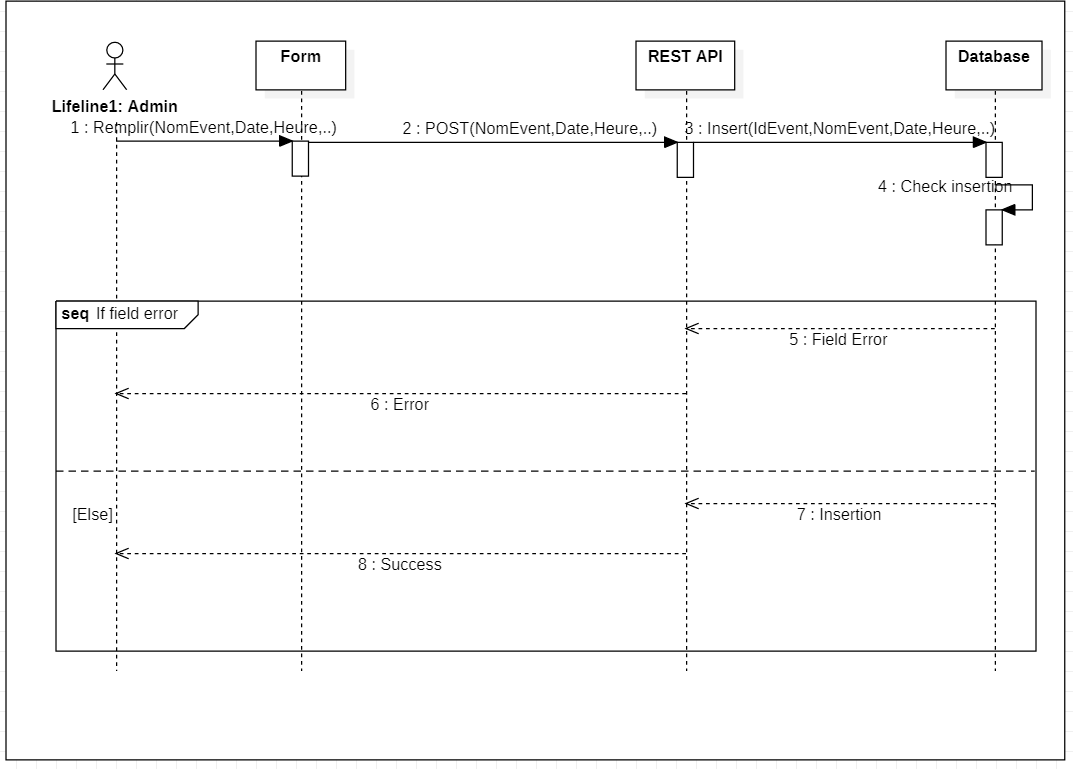 Form
REST API
Database
Lifeline1: Admin
1 : Remplir(NomEvent,Date,Heure,..)
2 : POST(NomEvent,Date,Heure,..)
3 : Insert(IdEvent,NomEvent,Date,Heure,..)
4 : Check insertion
seq If field error
5 : Field Error
6 : Error
[Else]
7 : Insertion
8 : Success